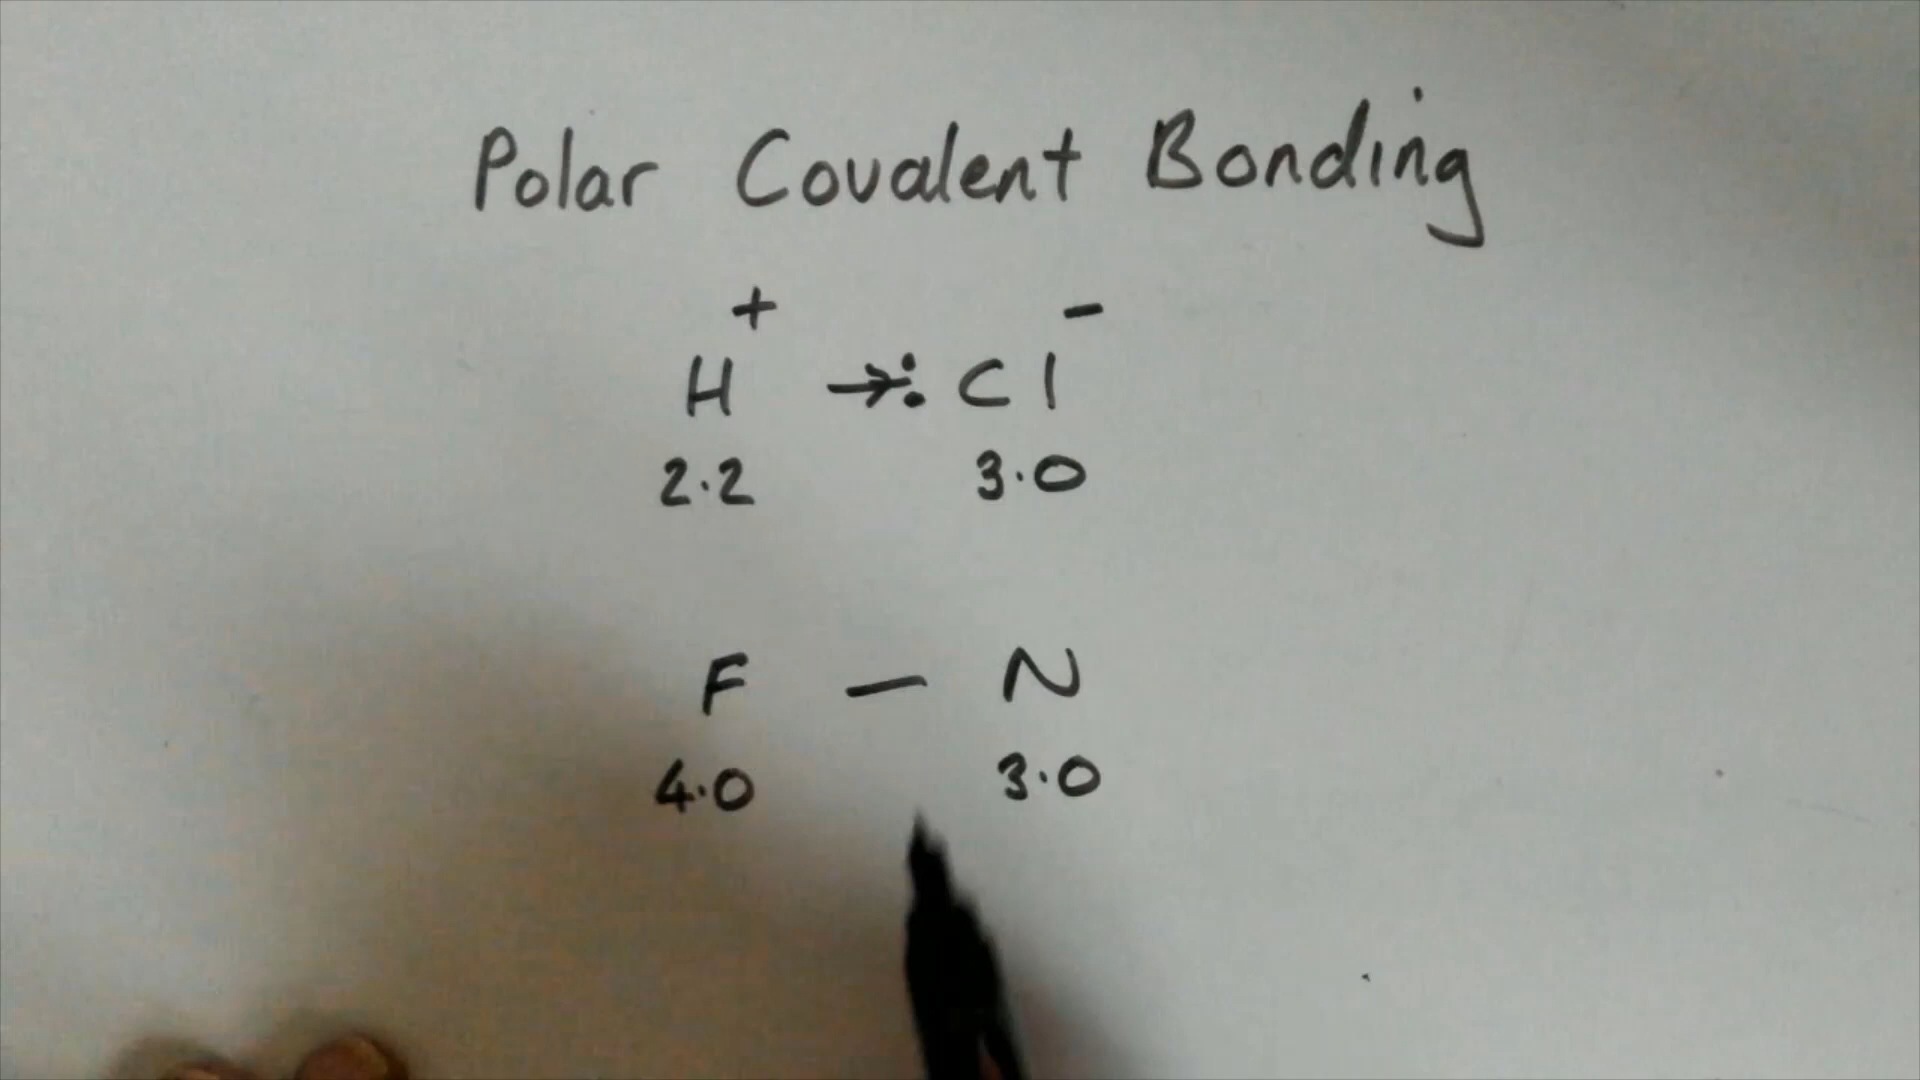 Polar Covalent Bonding
+ -
H →: Cl
2.2 3.0
F — N
4.0 3.0